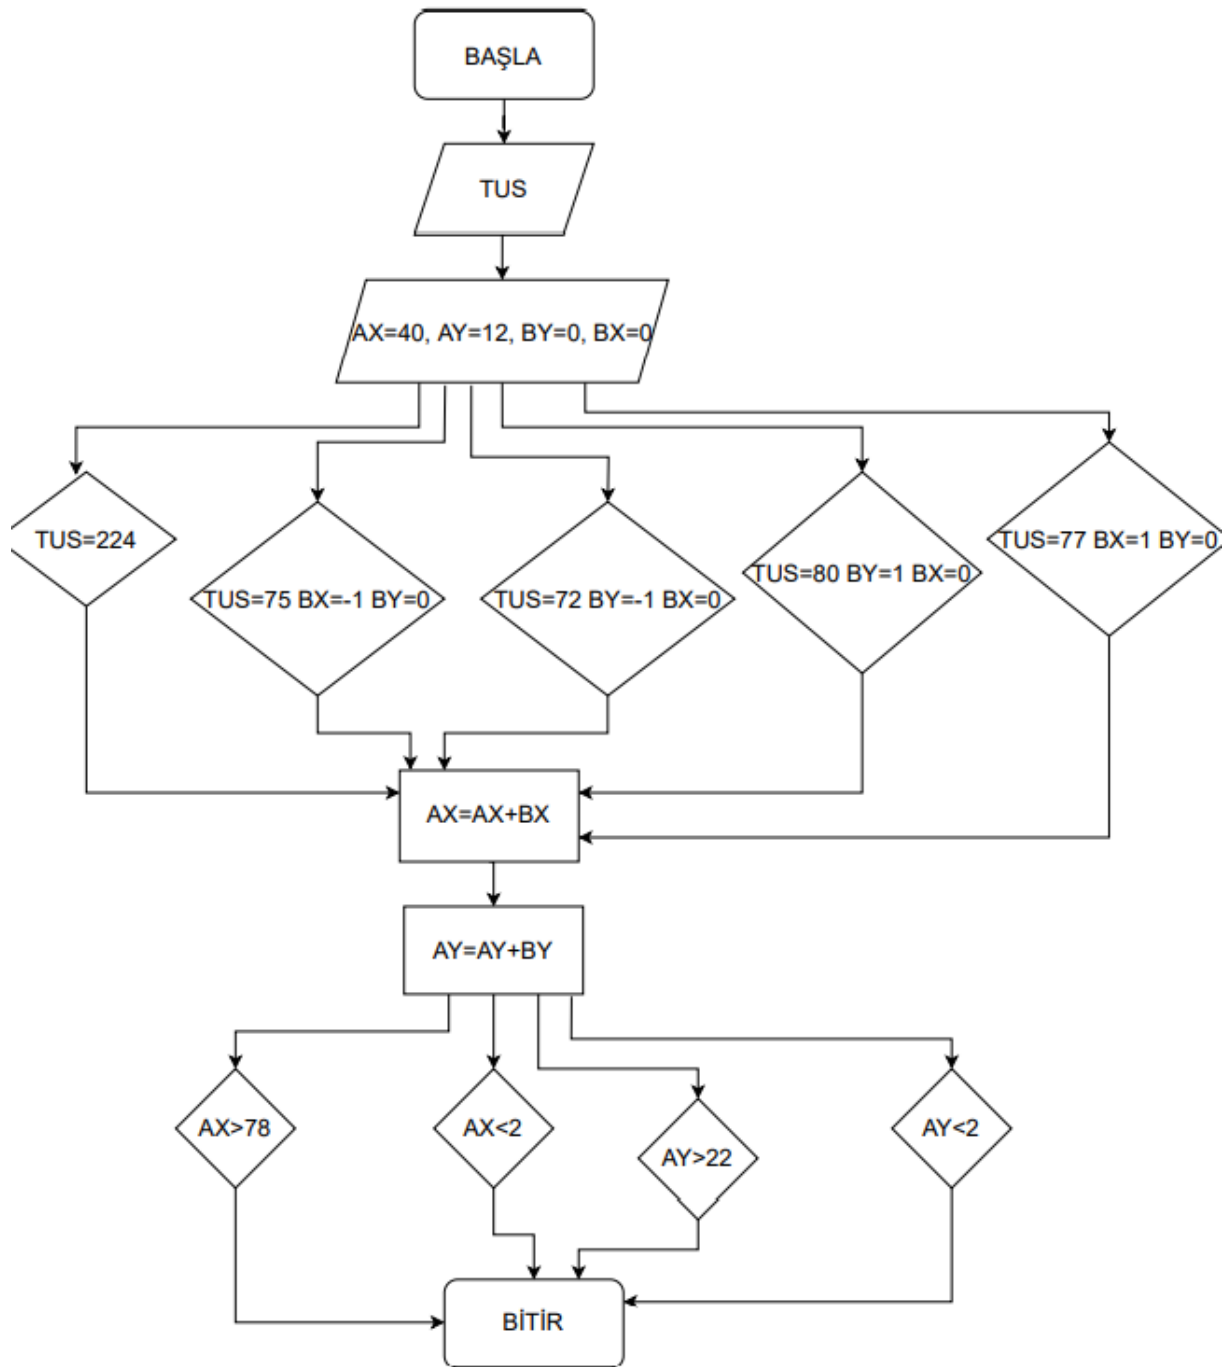 BAŞLA
TUS
AX=40, AY=12, BY=0, BX=0
TUS=224
TUS=75 BX=-1 BY=0
TUS=72 BY=-1 BX=0
TUS=80 BY=1 BX=0
TUS=77 BX=1 BY=0
AX=AX+BX
AY=AY+BY
AX>78
AX<2
AY>22
AY<2
BİTİR